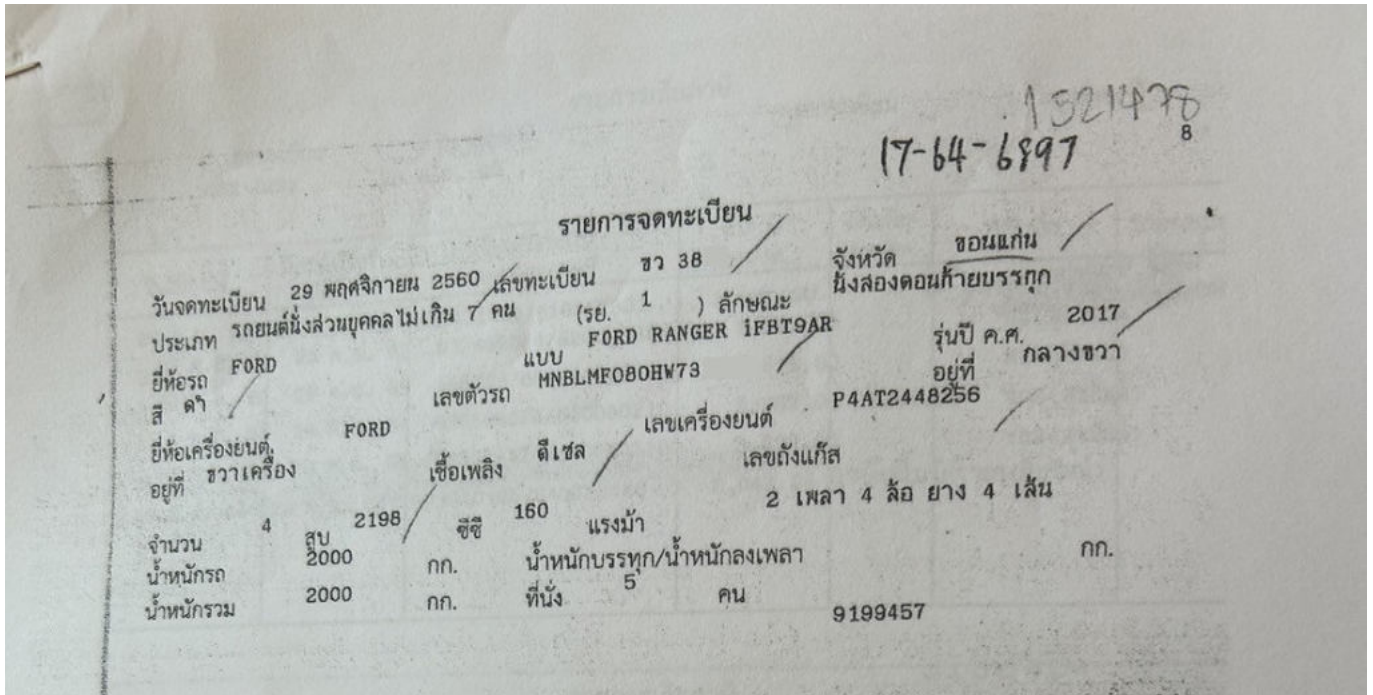 1521478
8
17-64-6897
รายการจดทะเบียน
วันจดทะเบียน 29 พฤศจิกายน 2560 เลขทะเบียน ขว 38 จังหวัด ขอนแก่น
ประเภท รถยนต์นั่งส่วนบุคคลไม่เกิน 7 คน (รย. 1 ) ลักษณะ นั่งสองตอนท้ายบรรทุก
ยี่ห้อรถ FORD แบบ FORD RANGER iFBT9AR รุ่นปี ค.ศ. 2017
สี ดำ เลขตัวรถ MNBLMF080HW73 อยู่ที่ กลางขวา
ยี่ห้อเครื่องยนต์ FORD เลขเครื่องยนต์ P4AT2448256
อยู่ที่ ขวาเครื่อง เชื้อเพลิง ดีเซล เลขถังแก๊ส
จำนวน 4 สูบ 2198 ซีซี 160 แรงม้า 2 เพลา 4 ล้อ ยาง 4 เส้น
น้ำหนักรถ 2000 กก. น้ำหนักบรรทุก/น้ำหนักลงเพลา กก.
น้ำหนักรวม 2000 กก. ที่นั่ง 5 คน
9199457